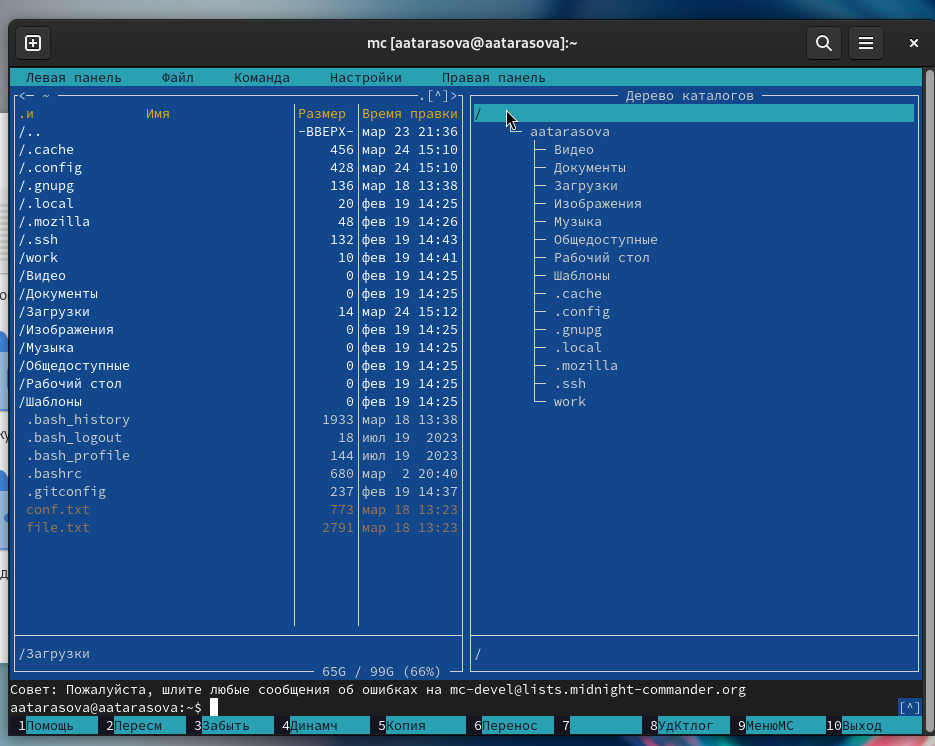 mc [aatarasova@aatarasova]:~
Левая панель Файл Команда Настройки Правая панель
<─ ~ .[^]>
.и Имя Размер Время правки
/.. -ВВЕРХ- мар 23 21:36
/.cache 456 мар 24 15:10
/.config 428 мар 24 15:10
/.gnupg 136 мар 18 13:38
/.local 20 фев 19 14:25
/.mozilla 48 фев 19 14:26
/.ssh 132 фев 19 14:43
/work 10 фев 19 14:41
/Видео 0 фев 19 14:25
/Документы 0 фев 19 14:25
/Загрузки 14 мар 24 15:12
/Изображения 0 фев 19 14:25
/Музыка 0 фев 19 14:25
/Общедоступные 0 фев 19 14:25
/Рабочий стол 0 фев 19 14:25
/Шаблоны 0 фев 19 14:25
.bash_history 1933 мар 18 13:38
.bash_logout 18 июл 19 2023
.bash_profile 144 июл 19 2023
.bashrc 680 мар 2 20:40
.gitconfig 237 фев 19 14:37
conf.txt 773 мар 18 13:23
file.txt 2791 мар 18 13:23
/Загрузки
65G / 99G (66%)
Дерево каталогов
/
aatarasova
Видео
Документы
Загрузки
Изображения
Музыка
Общедоступные
Рабочий стол
Шаблоны
.cache
.config
.gnupg
.local
.mozilla
.ssh
work
/
Совет: Пожалуйста, шлите любые сообщения об ошибках на mc-devel@lists.midnight-commander.org
aatarasova@aatarasova:~$ [^]
1Помощь 2Пересм 3Забыть 4Динамч 5Копия 6Перенос 7 8УдКтлог 9МенюМС 10Выход